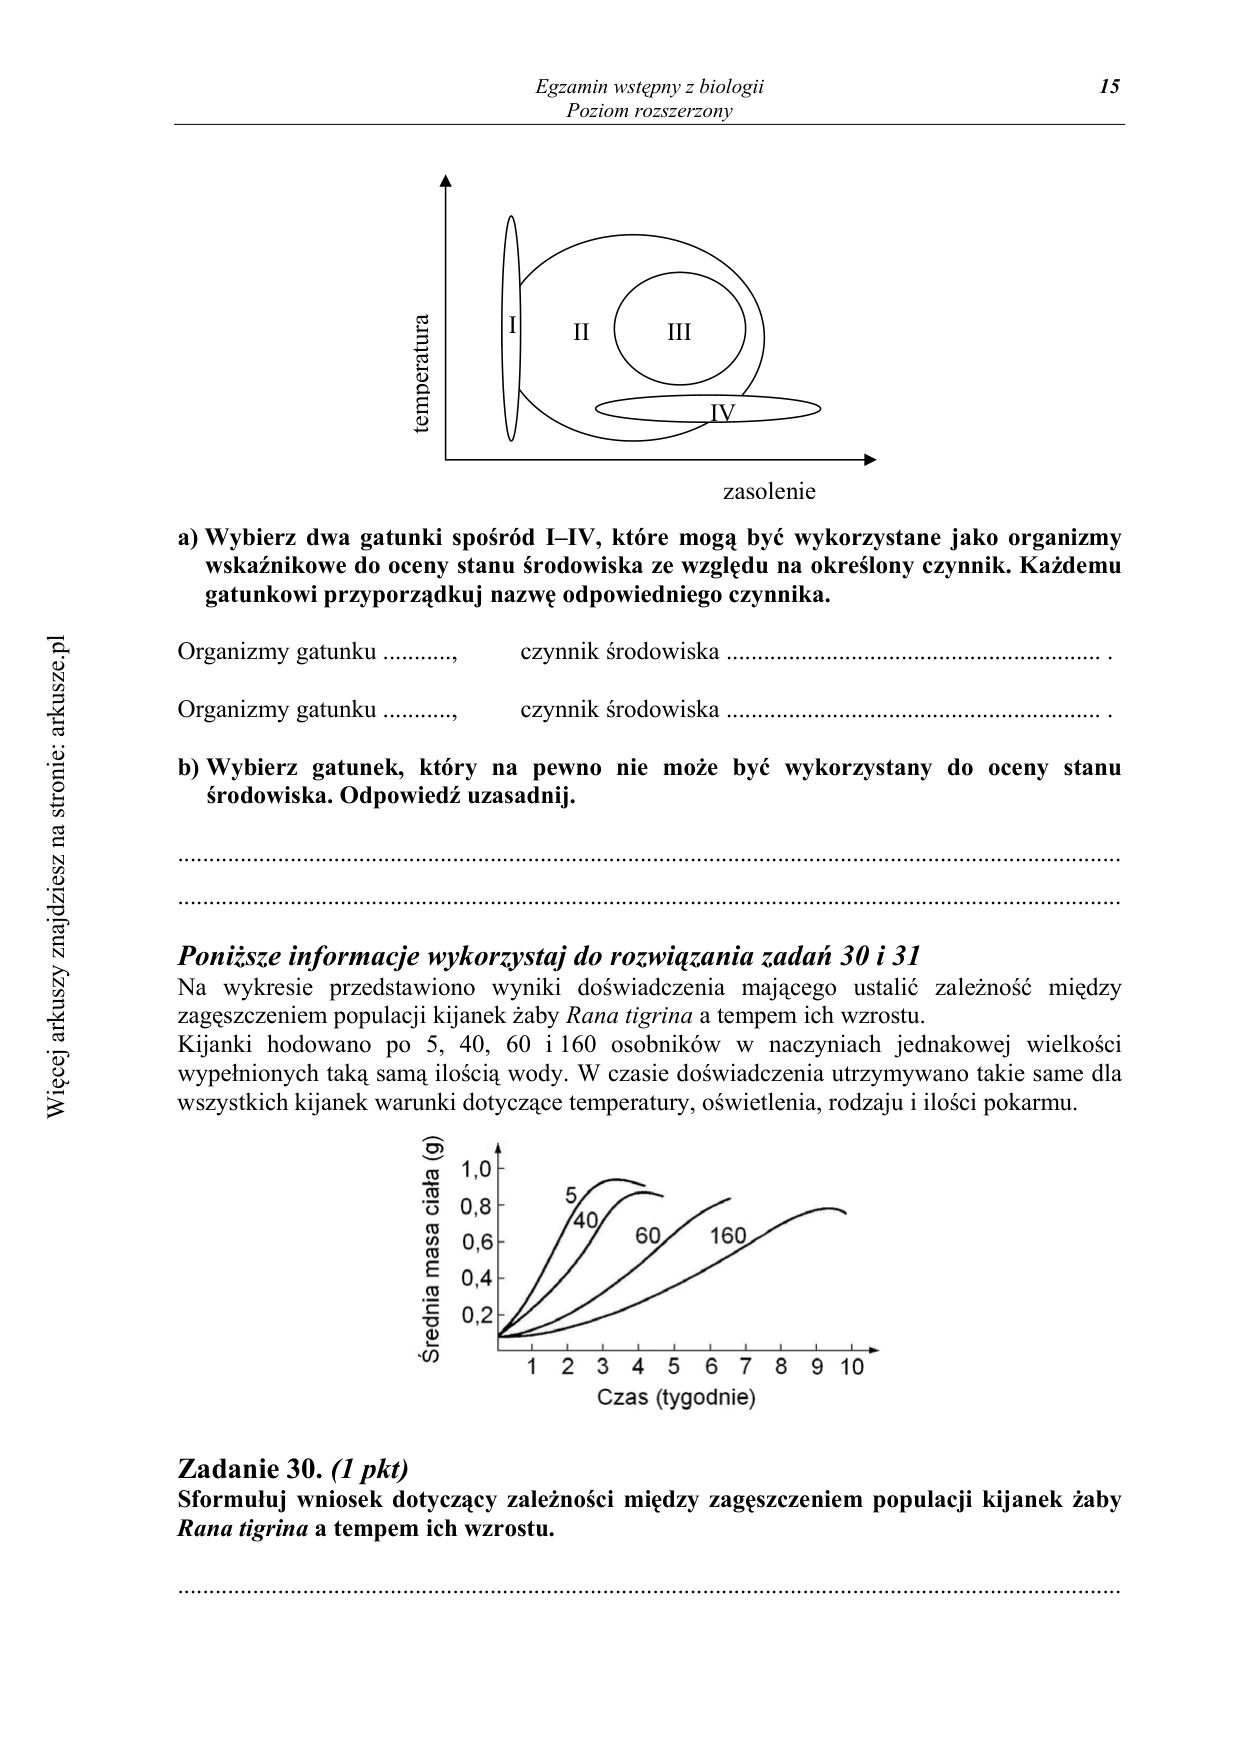 Egzamin wstępny z biologii
Poziom rozszerzony
15
temperatura
I
II
III
IV
zasolenie
a) Wybierz dwa gatunki spośród I–IV, które mogą być wykorzystane jako organizmy
wskaźnikowe do oceny stanu środowiska ze względu na określony czynnik. Każdemu
gatunkowi przyporządkuj nazwę odpowiedniego czynnika.
Organizmy gatunku ..........., czynnik środowiska ............................................................ .
Organizmy gatunku ..........., czynnik środowiska ............................................................ .
b) Wybierz gatunek, który na pewno nie może być wykorzystany do oceny stanu
środowiska. Odpowiedź uzasadnij.
Poniższe informacje wykorzystaj do rozwiązania zadań 30 i 31
Na wykresie przedstawiono wyniki doświadczenia mającego ustalić zależność między
zagęszczeniem populacji kijanek żaby Rana tigrina a tempem ich wzrostu.
Kijanki hodowano po 5, 40, 60 i 160 osobników w naczyniach jednakowej wielkości
wypełnionych taką samą ilością wody. W czasie doświadczenia utrzymywano takie same dla
wszystkich kijanek warunki dotyczące temperatury, oświetlenia, rodzaju i ilości pokarmu.
Średnia masa ciała (g)
1,0
0,8
0,6
0,4
0,2
5
40
60
160
1 2 3 4 5 6 7 8 9 10
Czas (tygodnie)
Zadanie 30. (1 pkt)
Sformułuj wniosek dotyczący zależności między zagęszczeniem populacji kijanek żaby
Rana tigrina a tempem ich wzrostu.
Więcej arkuszy znajdziesz na stronie: arkusze.pl